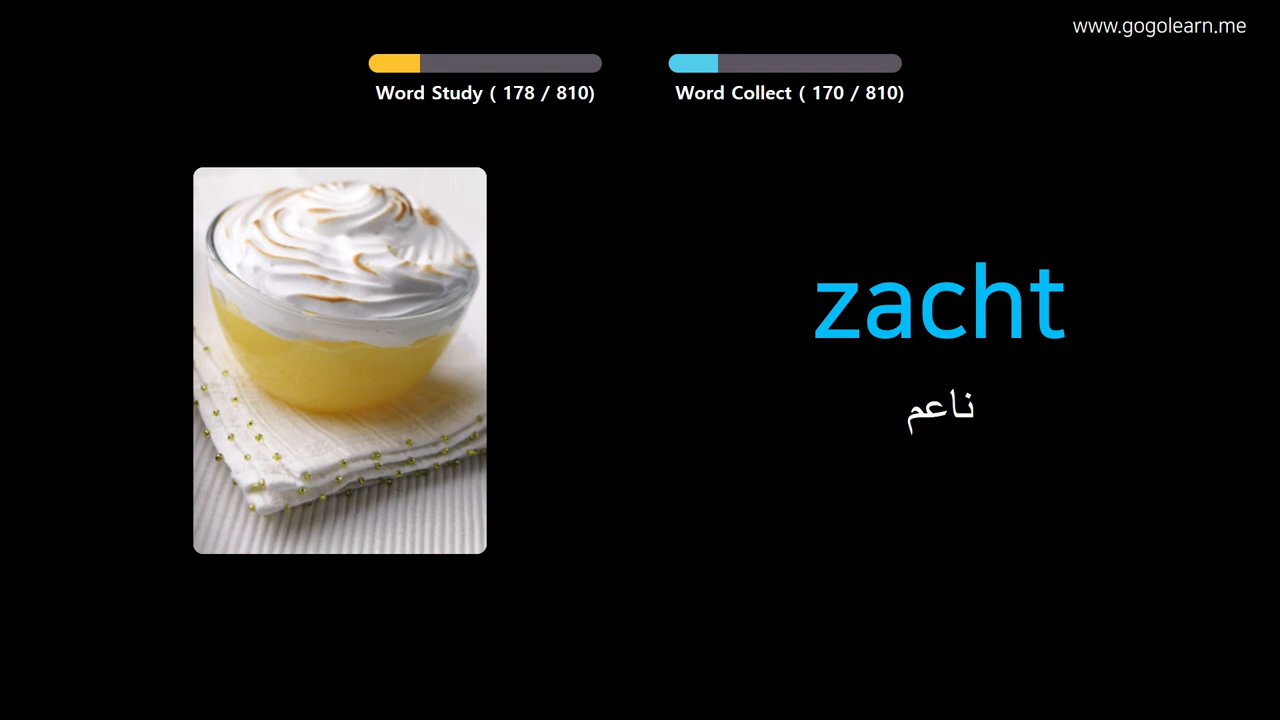 www.gogolearn.me
Word Study ( 178 / 810)
Word Collect ( 170 / 810)
zacht
ناعم